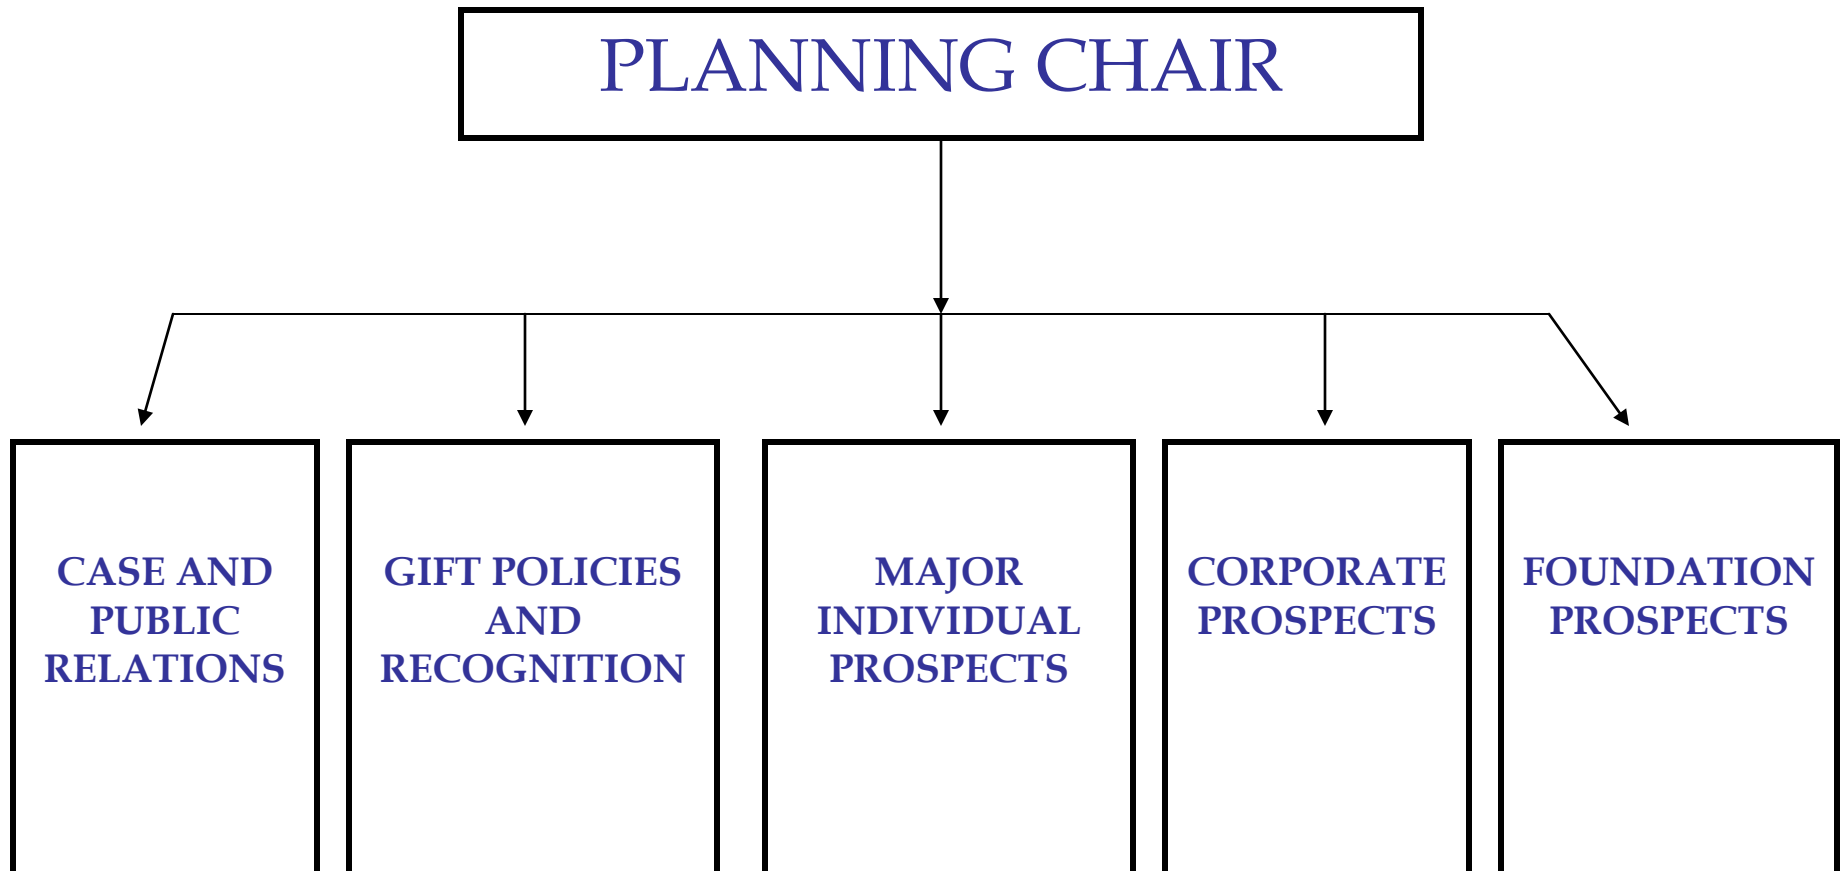 PLANNING CHAIR
CASE AND
PUBLIC
RELATIONS
GIFT POLICIES
AND
RECOGNITION
MAJOR
INDIVIDUAL
PROSPECTS
CORPORATE
PROSPECTS
FOUNDATION
PROSPECTS